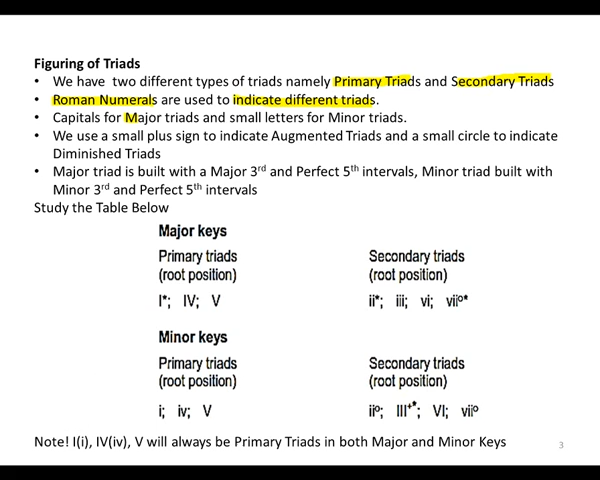 Figuring of Triads
• We have two different types of triads namely Primary Triads and Secondary Triads
• Roman Numerals are used to indicate different triads.
• Capitals for Major triads and small letters for Minor triads.
• We use a small plus sign to indicate Augmented Triads and a small circle to indicate
Diminished Triads
• Major triad is built with a Major 3rd and Perfect 5th intervals, Minor triad built with
Minor 3rd and Perfect 5th intervals
Study the Table Below
Major keys
Primary triads Secondary triads
(root position) (root position)
I*; IV; V ii*; iii; vi; viiº*
Minor keys
Primary triads Secondary triads
(root position) (root position)
i; iv; V iiº; III⁺*; VI; viiº
Note! I(i), IV(iv), V will always be Primary Triads in both Major and Minor Keys 3